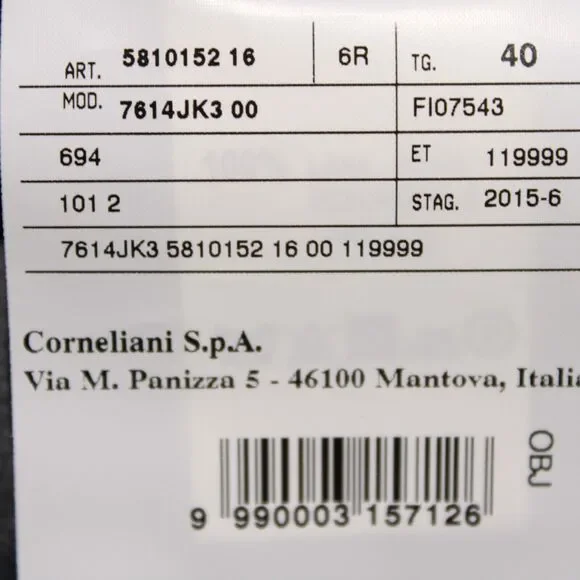 ART. 5810152 16 6R TG. 40
MOD. 7614JK3 00 FI07543
694 ET 119999
101 2 STAG. 2015-6
7614JK3 5810152 16 00 119999
Corneliani S.p.A.
Via M. Panizza 5 - 46100 Mantova, Italia
OBJ
9 990003 157126